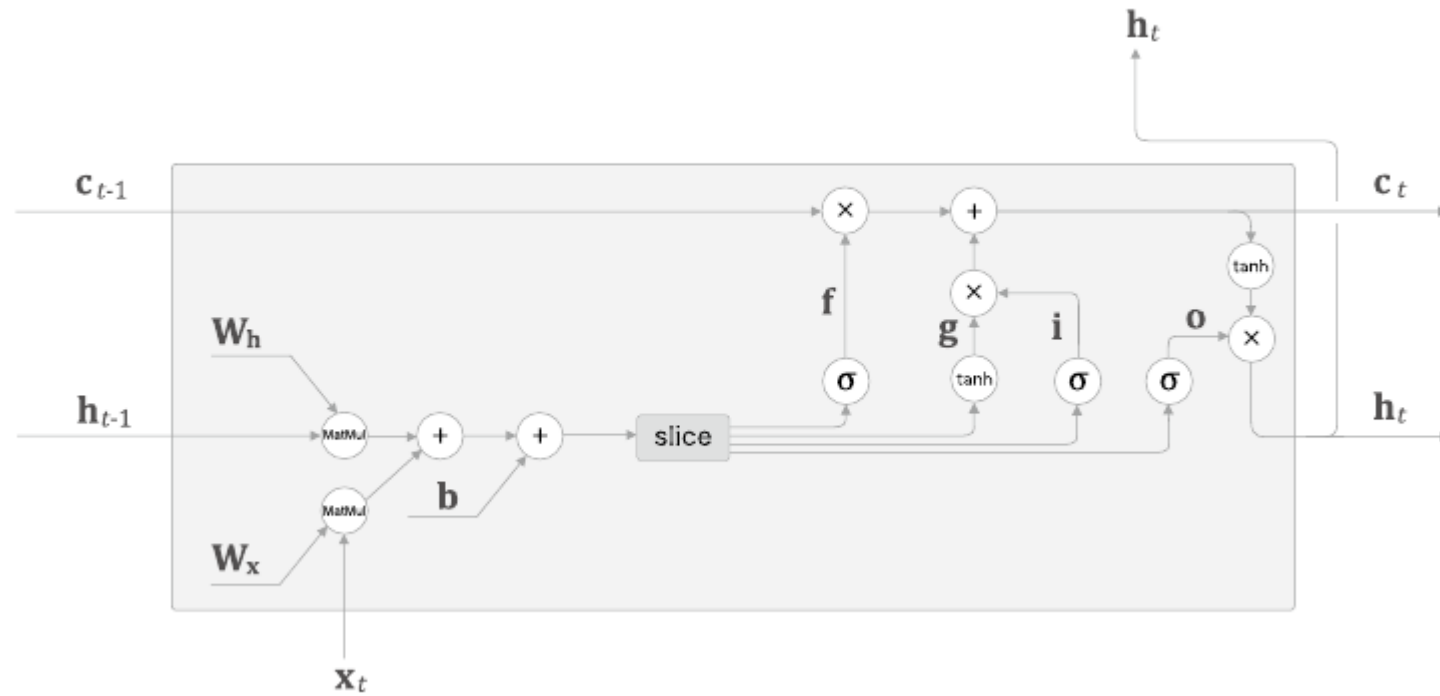 h_t
c_{t-1}
c_t
×
+
tanh
×
f
g
i
o
×
W_h
σ
tanh
σ
σ
h_{t-1}
h_t
MatMul
+
+
slice
b
MatMul
W_x
x_t